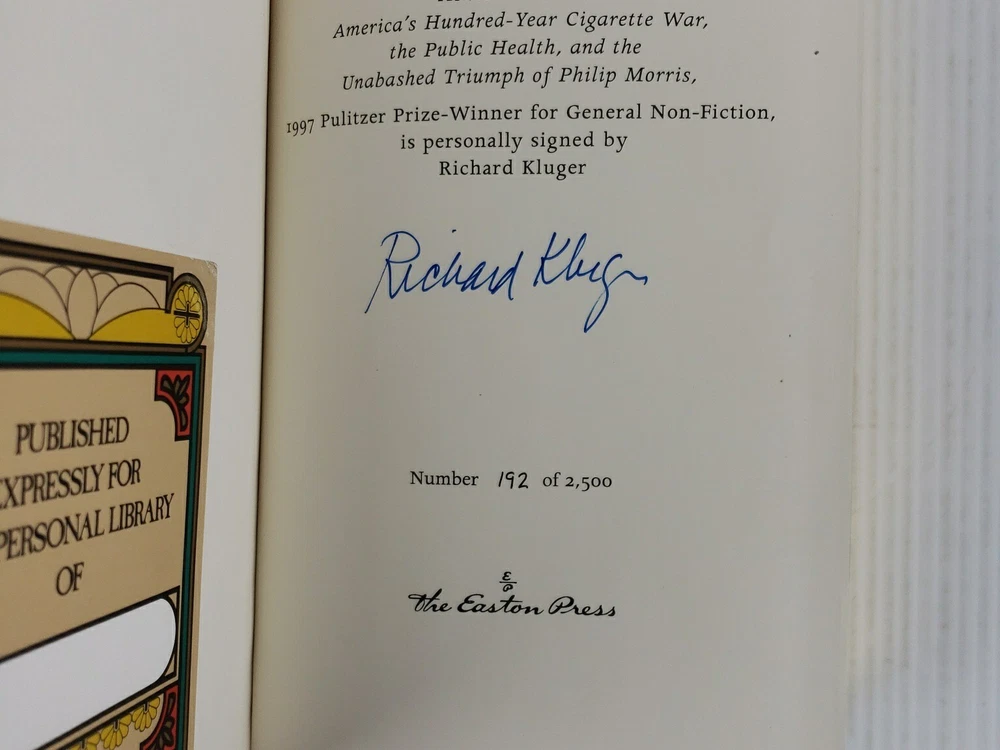 America's Hundred-Year Cigarette War,
the Public Health, and the
Unabashed Triumph of Philip Morris,
1997 Pulitzer Prize-Winner for General Non-Fiction,
is personally signed by
Richard Kluger
Richard Kluger
Number 192 of 2,500
E
P
The Easton Press
PUBLISHED
EXPRESSLY FOR
PERSONAL LIBRARY
OF